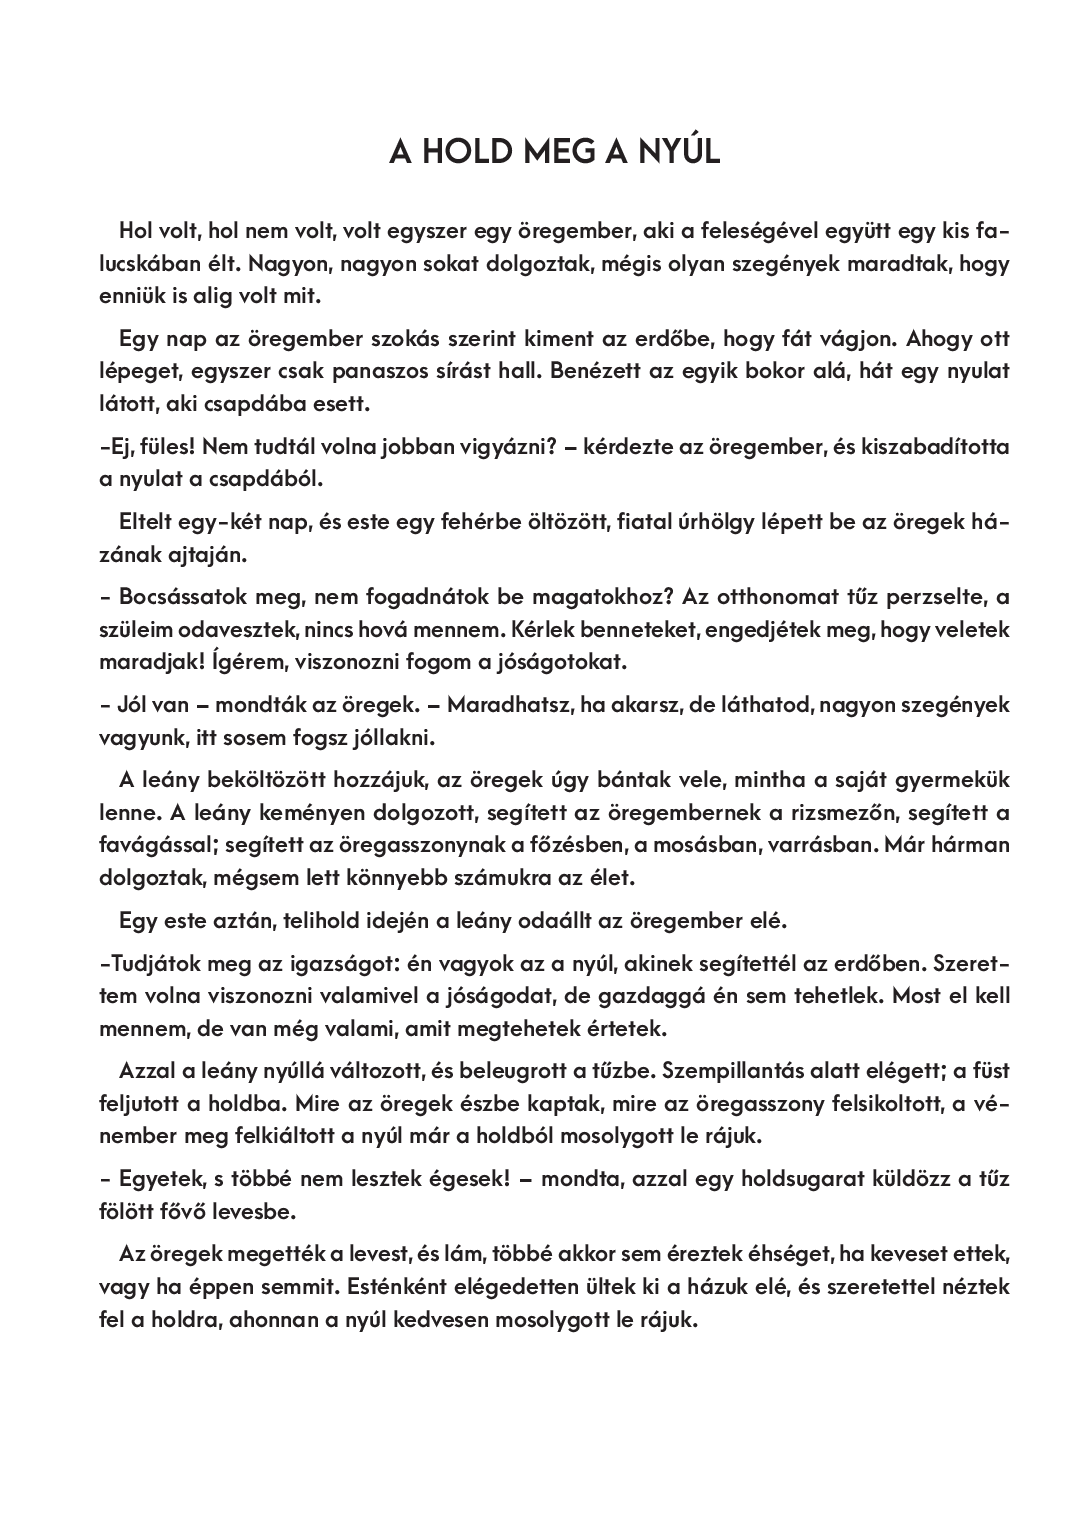 A HOLD MEG A NYÚL
Hol volt, hol nem volt, volt egyszer egy öregember, aki a feleségével együtt egy kis fa-
lucskában élt. Nagyon, nagyon sokat dolgoztak, mégis olyan szegények maradtak, hogy
enniük is alig volt mit.
Egy nap az öregember szokás szerint kiment az erdőbe, hogy fát vágjon. Ahogy ott
lépeget, egyszer csak panaszos sírást hall. Benézett az egyik bokor alá, hát egy nyulat
látott, aki csapdába esett.
-Ej, füles! Nem tudtál volna jobban vigyázni? – kérdezte az öregember, és kiszabadította
a nyulat a csapdából.
Eltelt egy-két nap, és este egy fehérbe öltözött, fiatal úrhölgy lépett be az öregek há-
zának ajtaján.
- Bocsássatok meg, nem fogadnátok be magatokhoz? Az otthonomat tűz perzselte, a
szüleim odavesztek, nincs hová mennem. Kérlek benneteket, engedjétek meg, hogy veletek
maradjak! Ígérem, viszonozni fogom a jóságotokat.
- Jól van – mondták az öregek. – Maradhatsz, ha akarsz, de láthatod, nagyon szegények
vagyunk, itt sosem fogsz jóllakni.
A leány beköltözött hozzájuk, az öregek úgy bántak vele, mintha a saját gyermekük
lenne. A leány keményen dolgozott, segített az öregembernek a rizsmezőn, segített a
favágással; segített az öregasszonynak a főzésben, a mosásban, varrásban. Már hárman
dolgoztak, mégsem lett könnyebb számukra az élet.
Egy este aztán, telihold idején a leány odaállt az öregember elé.
-Tudjátok meg az igazságot: én vagyok az a nyúl, akinek segítettél az erdőben. Szeret-
tem volna viszonozni valamivel a jóságodat, de gazdaggá én sem tehetlek. Most el kell
mennem, de van még valami, amit megtehetek értetek.
Azzal a leány nyúllá változott, és beleugrott a tűzbe. Szempillantás alatt elégett; a füst
feljutott a holdba. Mire az öregek észbe kaptak, mire az öregasszony felsikoltott, a vé-
nember meg felkiáltott a nyúl már a holdból mosolygott le rájuk.
- Egyetek, s többé nem lesztek égesek! – mondta, azzal egy holdsugarat küldözz a tűz
fölött fővő levesbe.
Az öregek megették a levest, és lám, többé akkor sem éreztek éhséget, ha keveset ettek,
vagy ha éppen semmit. Esténként elégedetten ültek ki a házuk elé, és szeretettel néztek
fel a holdra, ahonnan a nyúl kedvesen mosolygott le rájuk.